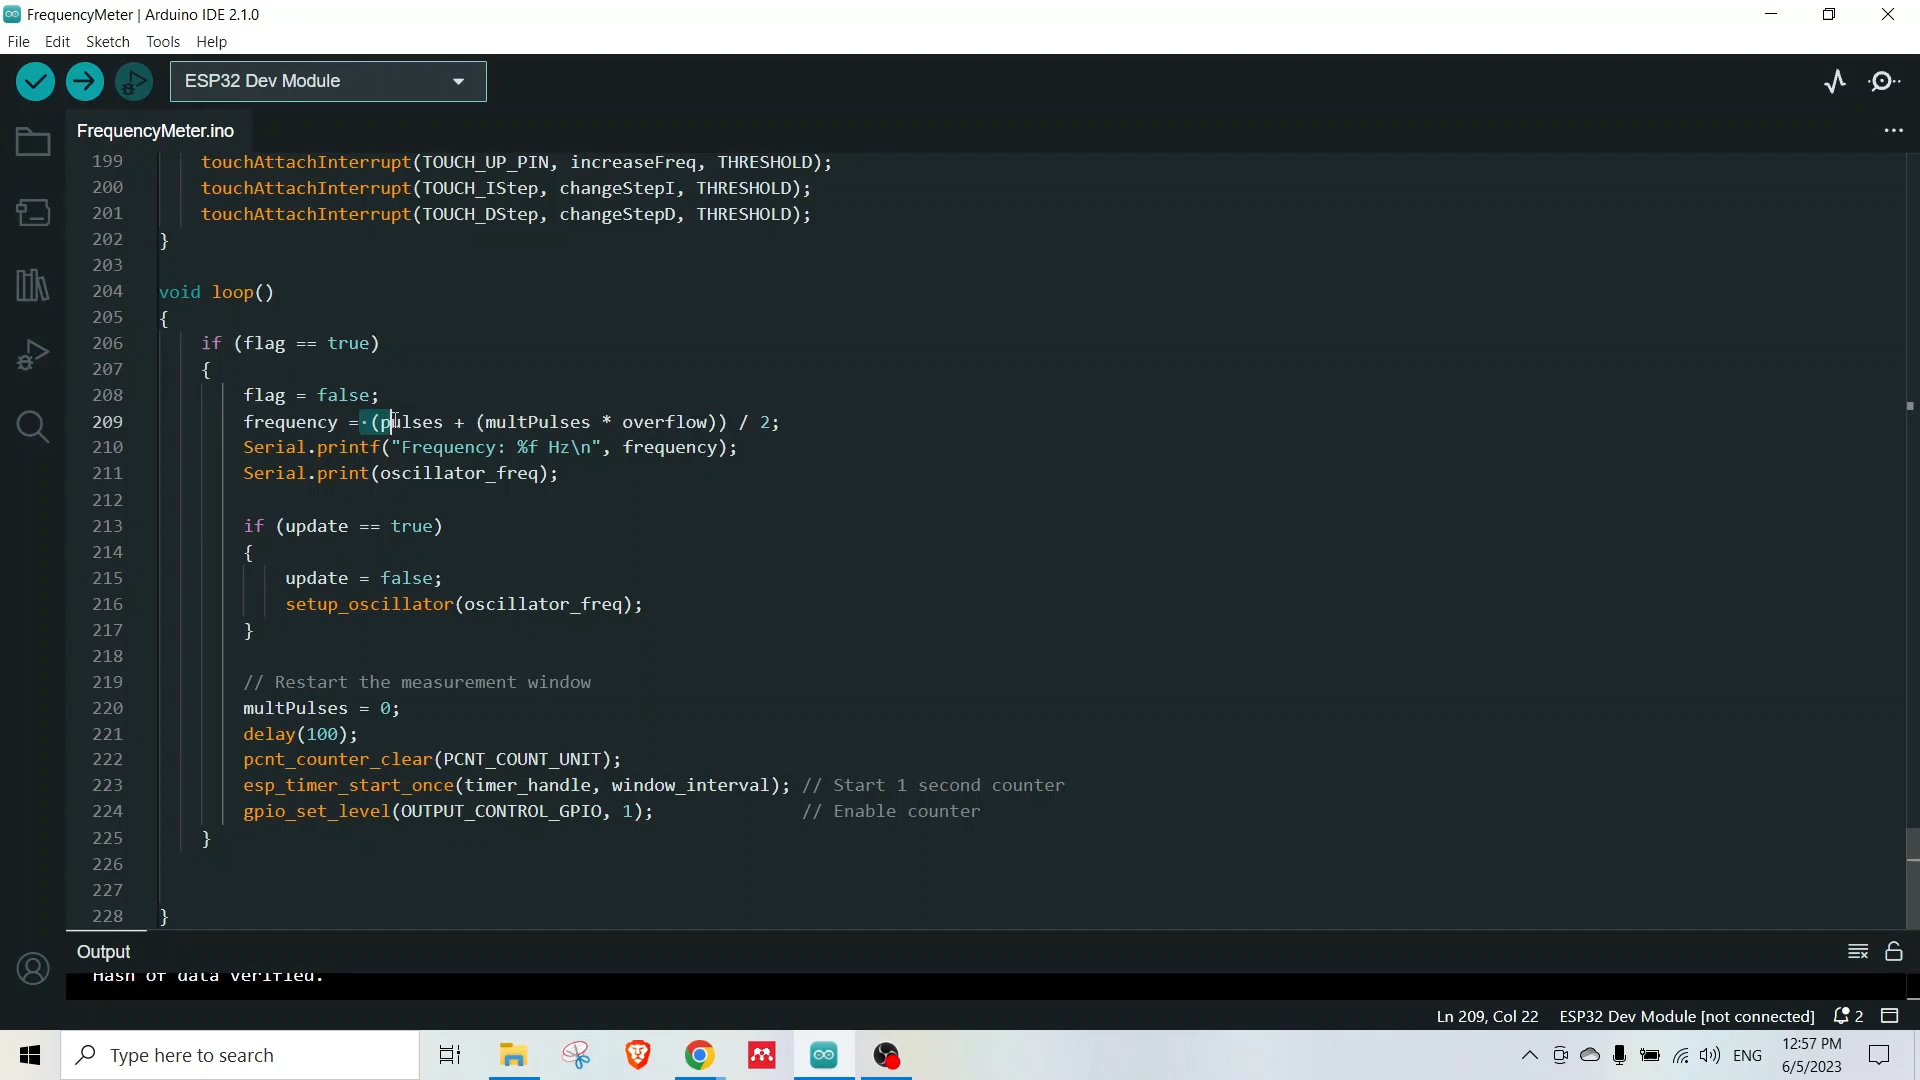 FrequencyMeter | Arduino IDE 2.1.0
File Edit Sketch Tools Help
ESP32 Dev Module
FrequencyMeter.ino
199 touchAttachInterrupt(TOUCH_UP_PIN, increaseFreq, THRESHOLD);
200 touchAttachInterrupt(TOUCH_IStep, changeStepI, THRESHOLD);
201 touchAttachInterrupt(TOUCH_DStep, changeStepD, THRESHOLD);
202 }
203
204 void loop()
205 {
206 if (flag == true)
207 {
208 flag = false;
209 frequency = (pulses + (multPulses * overflow)) / 2;
210 Serial.printf("Frequency: %f Hz\n", frequency);
211 Serial.print(oscillator_freq);
212
213 if (update == true)
214 {
215 update = false;
216 setup_oscillator(oscillator_freq);
217 }
218
219 // Restart the measurement window
220 multPulses = 0;
221 delay(100);
222 pcnt_counter_clear(PCNT_COUNT_UNIT);
223 esp_timer_start_once(timer_handle, window_interval); // Start 1 second counter
224 gpio_set_level(OUTPUT_CONTROL_GPIO, 1); // Enable counter
225 }
226
227
228 }
Output
Hash of data verified.
Ln 209, Col 22 ESP32 Dev Module [not connected] 2
Type here to search
ENG
12:57 PM
6/5/2023